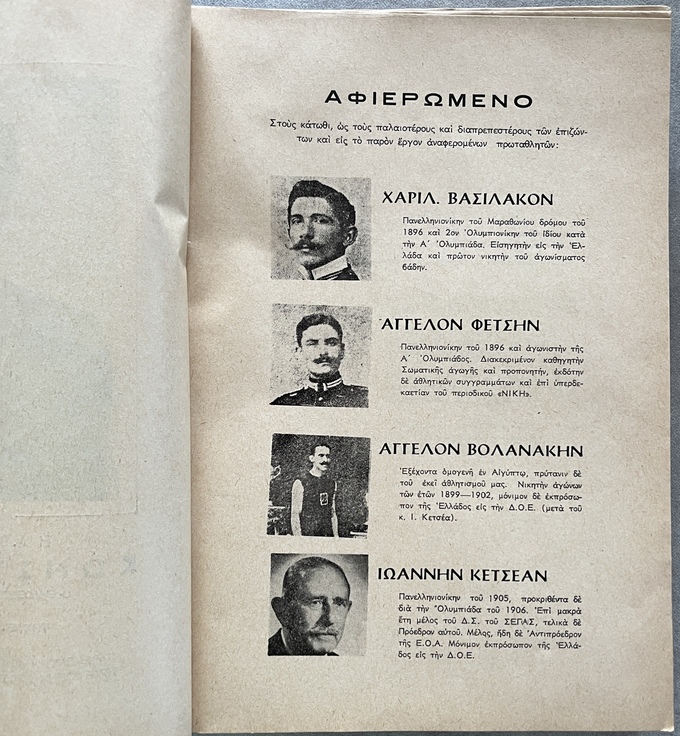 ΑΦΙΕΡΩΜΕΝΟ
Στοὺς κάτωθι, ὡς τοὺς παλαιοτέρους καὶ διαπρεπεστέρους τῶν ἐπιζών-
των καὶ εἰς τὸ παρὸν ἔργον ἀναφερομένων πρωταθλητῶν:
ΧΑΡΙΛ. ΒΑΣΙΛΑΚΟΝ
Πανελληνιονίκην τοῦ Μαραθωνίου δρόμου τοῦ
1896 καὶ 2ον Ὀλυμπιονίκην τοῦ ἰδίου κατὰ
τὴν Α΄ Ὀλυμπιάδα. Εἰσηγητὴν εἰς τὴν Ἑλ-
λάδα καὶ πρῶτον νικητὴν τοῦ ἀγωνίσματος
βάδην.
ΑΓΓΕΛΟΝ ΦΕΤΣΗΝ
Πανελληνιονίκην τοῦ 1896 καὶ ἀγωνιστὴν τῆς
Α΄ Ὀλυμπιάδος. Διακεκριμένον καθηγητὴν
Σωματικῆς ἀγωγῆς καὶ προπονητήν, ἐκδότην
δὲ ἀθλητικῶν συγγραμμάτων καὶ ἐπὶ ὑπερδε-
καετίαν τοῦ περιοδικοῦ «ΝΙΚΗ».
ΑΓΓΕΛΟΝ ΒΟΛΑΝΑΚΗΝ
Ἐξέχοντα ὁμογενῆ ἐν Αἰγύπτῳ, πρύτανιν δὲ
τοῦ ἐκεῖ ἀθλητισμοῦ μας. Νικητὴν ἀγώνων
τῶν ἐτῶν 1899—1902, μόνιμον δὲ ἐκπρόσω-
πον τῆς Ἑλλάδος εἰς τὴν Δ.Ο.Ε. (μετὰ τοῦ
κ. Ι. Κετσέα).
ΙΩΑΝΝΗΝ ΚΕΤΣΕΑΝ
Πανελληνιονίκην τοῦ 1905, προκριθέντα δὲ
διὰ τὴν Ὀλυμπιάδα τοῦ 1906. Ἐπὶ μακρὰ
ἔτη μέλος τοῦ Δ.Σ. τοῦ ΣΕΓΑΣ, τελικὰ δὲ
Πρόεδρον αὐτοῦ. Μέλος, ἤδη δὲ Ἀντιπρόεδρον
τῆς Ε.Ο.Α. Μόνιμον ἐκπρόσωπον τῆς Ἑλλά-
δος εἰς τὴν Δ.Ο.Ε.